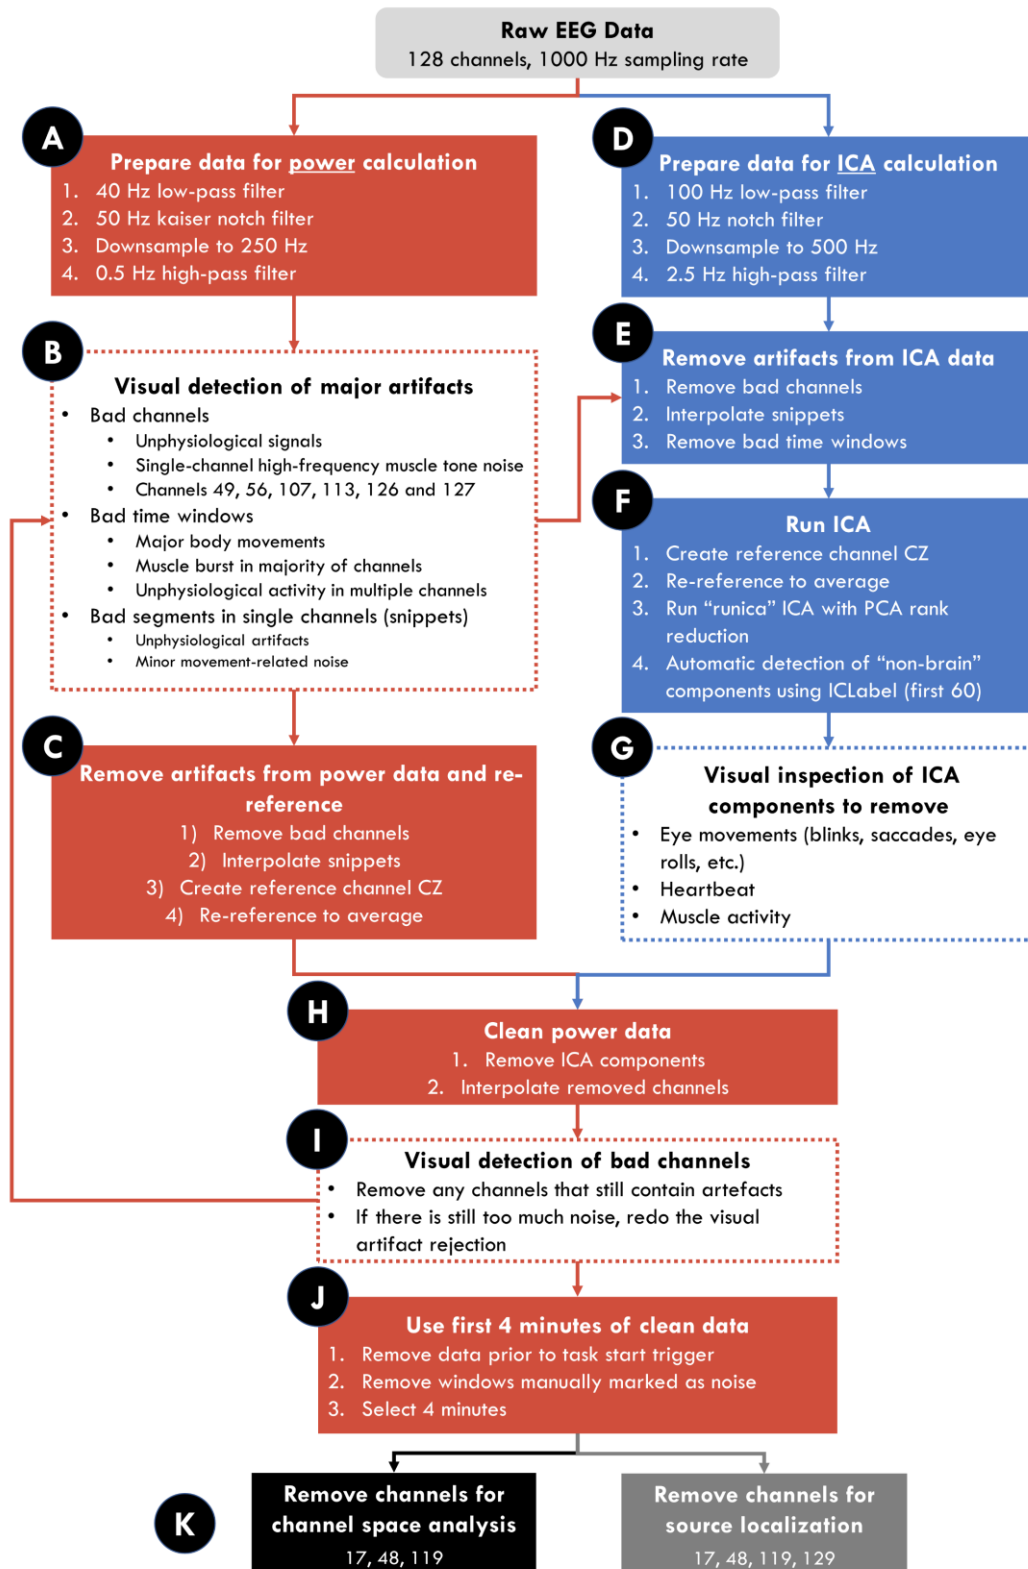 Raw EEG Data
128 channels, 1000 Hz sampling rate
A
Prepare data for power calculation
1. 40 Hz low-pass filter
2. 50 Hz kaiser notch filter
3. Downsample to 250 Hz
4. 0.5 Hz high-pass filter
D
Prepare data for ICA calculation
1. 100 Hz low-pass filter
2. 50 Hz notch filter
3. Downsample to 500 Hz
4. 2.5 Hz high-pass filter
B
Visual detection of major artifacts
• Bad channels
• Unphysiological signals
• Single-channel high-frequency muscle tone noise
• Channels 49, 56, 107, 113, 126 and 127
• Bad time windows
• Major body movements
• Muscle burst in majority of channels
• Unphysiological activity in multiple channels
• Bad segments in single channels (snippets)
• Unphysiological artifacts
• Minor movement-related noise
E
Remove artifacts from ICA data
1. Remove bad channels
2. Interpolate snippets
3. Remove bad time windows
F
Run ICA
1. Create reference channel CZ
2. Re-reference to average
3. Run “runica” ICA with PCA rank
reduction
4. Automatic detection of “non-brain”
components using ICLabel (first 60)
C
Remove artifacts from power data and re-
reference
1) Remove bad channels
2) Interpolate snippets
3) Create reference channel CZ
4) Re-reference to average
G
Visual inspection of ICA
components to remove
• Eye movements (blinks, saccades, eye
rolls, etc.)
• Heartbeat
• Muscle activity
H
Clean power data
1. Remove ICA components
2. Interpolate removed channels
I
Visual detection of bad channels
• Remove any channels that still contain artefacts
• If there is still too much noise, redo the visual
artifact rejection
J
Use first 4 minutes of clean data
1. Remove data prior to task start trigger
2. Remove windows manually marked as noise
3. Select 4 minutes
K
Remove channels for
channel space analysis
17, 48, 119
Remove channels for
source localization
17, 48, 119, 129